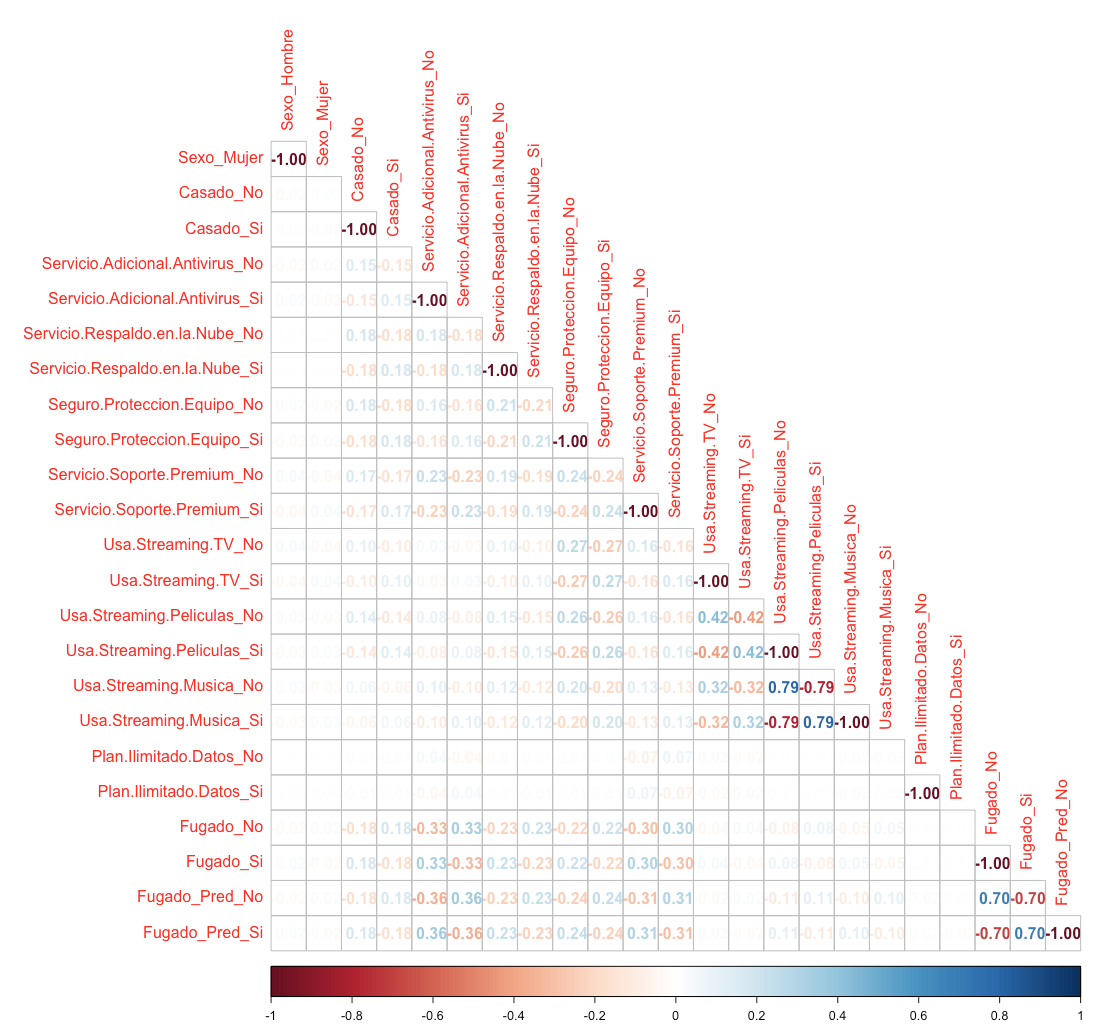 Sexo_Hombre
Sexo_Mujer
Casado_No
Casado_Si
Servicio.Adicional.Antivirus_No
Servicio.Adicional.Antivirus_Si
Servicio.Respaldo.en.la.Nube_No
Servicio.Respaldo.en.la.Nube_Si
Seguro.Proteccion.Equipo_No
Seguro.Proteccion.Equipo_Si
Servicio.Soporte.Premium_No
Servicio.Soporte.Premium_Si
Usa.Streaming.TV_No
Usa.Streaming.TV_Si
Usa.Streaming.Peliculas_No
Usa.Streaming.Peliculas_Si
Usa.Streaming.Musica_No
Usa.Streaming.Musica_Si
Plan.Ilimitado.Datos_No
Plan.Ilimitado.Datos_Si
Fugado_No
Fugado_Si
Fugado_Pred_No
Sexo_Mujer -1.00
Casado_No
Casado_Si -1.00
Servicio.Adicional.Antivirus_No 0.15 -0.15
Servicio.Adicional.Antivirus_Si -0.15 0.15 -1.00
Servicio.Respaldo.en.la.Nube_No 0.18 -0.18 0.18 -0.18
Servicio.Respaldo.en.la.Nube_Si -0.18 0.18 -0.18 0.18 -1.00
Seguro.Proteccion.Equipo_No 0.18 -0.18 0.16 -0.16 0.21 -0.21
Seguro.Proteccion.Equipo_Si -0.18 0.18 -0.16 0.16 -0.21 0.21 -1.00
Servicio.Soporte.Premium_No 0.17 -0.17 0.23 -0.23 0.19 -0.19 0.24 -0.24
Servicio.Soporte.Premium_Si -0.17 0.17 -0.23 0.23 -0.19 0.19 -0.24 0.24 -1.00
Usa.Streaming.TV_No 0.10 -0.10 0.10 -0.10 0.27 -0.27 0.16 -0.16
Usa.Streaming.TV_Si -0.10 0.10 -0.10 0.10 -0.27 0.27 -0.16 0.16 -1.00
Usa.Streaming.Peliculas_No 0.14 -0.14 0.08 -0.08 0.15 -0.15 0.26 -0.26 0.16 -0.16 0.42 -0.42
Usa.Streaming.Peliculas_Si -0.14 0.14 -0.08 0.08 -0.15 0.15 -0.26 0.26 -0.16 0.16 -0.42 0.42 -1.00
Usa.Streaming.Musica_No 0.06 -0.06 0.10 -0.10 0.12 -0.12 0.20 -0.20 0.13 -0.13 0.32 -0.32 0.79 -0.79
Usa.Streaming.Musica_Si -0.06 0.06 -0.10 0.10 -0.12 0.12 -0.20 0.20 -0.13 0.13 -0.32 0.32 -0.79 0.79 -1.00
Plan.Ilimitado.Datos_No 0.04 -0.04 -0.07 0.07
Plan.Ilimitado.Datos_Si -0.04 0.04 0.07 -0.07 -1.00
Fugado_No -0.18 0.18 -0.33 0.33 -0.23 0.23 -0.22 0.22 -0.30 0.30 -0.08 0.08 -0.05 0.05
Fugado_Si 0.18 -0.18 0.33 -0.33 0.23 -0.23 0.22 -0.22 0.30 -0.30 0.08 -0.08 0.05 -0.05 -1.00
Fugado_Pred_No -0.18 0.18 -0.36 0.36 -0.23 0.23 -0.24 0.24 -0.31 0.31 -0.11 0.11 -0.10 0.10 0.70 -0.70
Fugado_Pred_Si 0.18 -0.18 0.36 -0.36 0.23 -0.23 0.24 -0.24 0.31 -0.31 0.11 -0.11 0.10 -0.10 -0.70 0.70 -1.00
-1 -0.8 -0.6 -0.4 -0.2 0 0.2 0.4 0.6 0.8 1